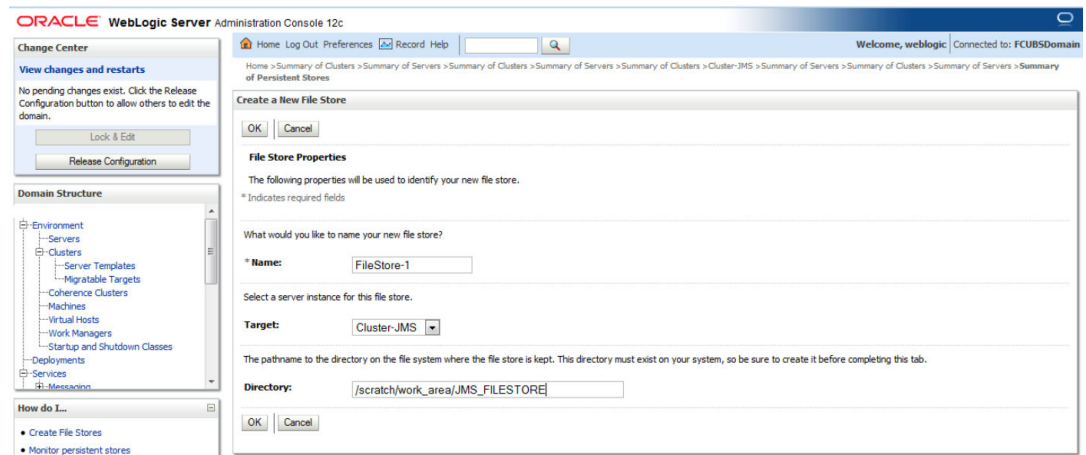 ORACLE WebLogic Server Administration Console 12c
Change Center
View changes and restarts
No pending changes exist. Click the Release
Configuration button to allow others to edit the
domain.
Lock & Edit
Release Configuration
Domain Structure
Environment
Servers
Clusters
Server Templates
Migratable Targets
Coherence Clusters
Machines
Virtual Hosts
Work Managers
Startup and Shutdown Classes
Deployments
Services
Messaging
How do I...
• Create File Stores
• Monitor persistent stores
Home Log Out Preferences Record Help
Welcome, weblogic Connected to: FCUBSDomain
Home >Summary of Clusters >Summary of Servers >Summary of Clusters >Summary of Servers >Summary of Clusters >Cluster-JMS >Summary of Servers >Summary of Clusters >Summary of Servers >Summary
of Persistent Stores
Create a New File Store
OK Cancel
File Store Properties
The following properties will be used to identify your new file store.
* Indicates required fields
What would you like to name your new file store?
* Name: FileStore-1
Select a server instance for this file store.
Target: Cluster-JMS
The pathname to the directory on the file system where the file store is kept. This directory must exist on your system, so be sure to create it before completing this tab.
Directory: /scratch/work_area/JMS_FILESTORE
OK Cancel